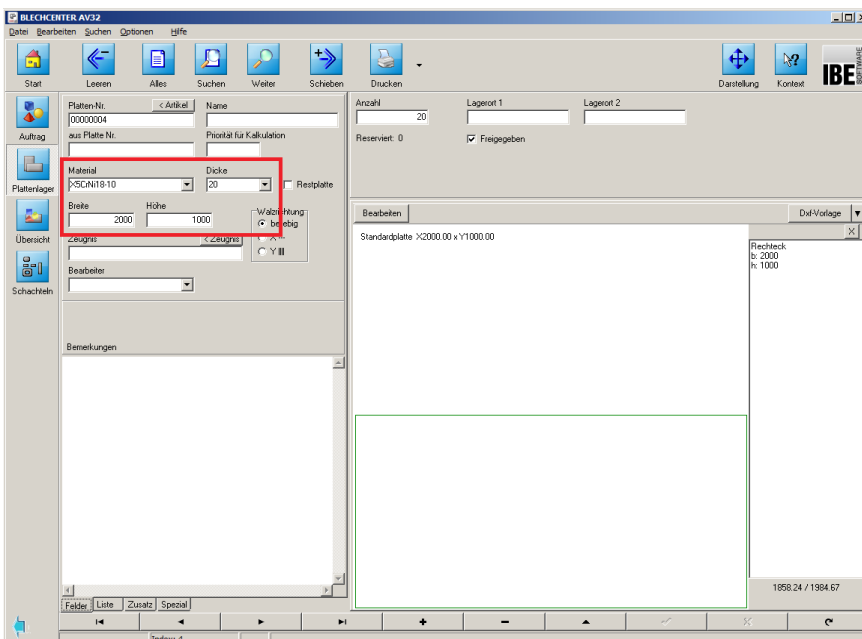 BLECHCENTER AV32
Datei Bearbeiten Suchen Optionen Hilfe
Start
Leeren
Alles
Suchen
Weiter
Schieben
Drucken
Darstellung
Kontext
IBE SOFTWARE
Auftrag
Plattenlager
Übersicht
Schachteln
Platten-Nr.
< Artikel
Name
00000004
aus Platte Nr.
Priorität für Kalkulation
Material
Dicke
X5CrNi18-10
20
Restplatte
Breite
Höhe
2000
1000
Walzrichtung
beliebig
Zeugnis
< Zeugnis
X
Y
Bearbeiter
Bemerkungen
Felder
Liste
Zusatz
Spezial
Anzahl
Lagerort 1
Lagerort 2
20
Reserviert: 0
Freigegeben
Bearbeiten
Dxf-Vorlage
Standardplatte X2000.00 x Y1000.00
X
Rechteck
b: 2000
h: 1000
1858.24 / 1984.67
Index: 4